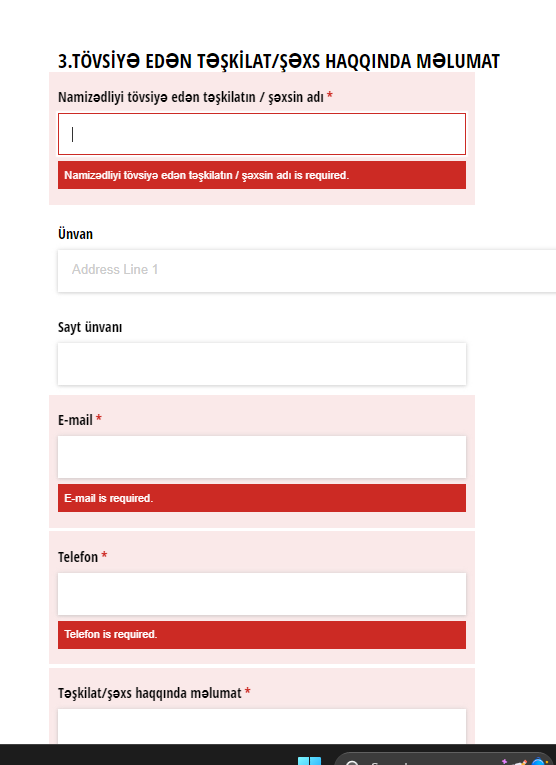 3.TÖVSİYƏ EDƏN TƏŞKİLAT/ŞƏXS HAQQINDA MƏLUMAT
Namizədliyi tövsiyə edən təşkilatın / şəxsin adı *
Namizədliyi tövsiyə edən təşkilatın / şəxsin adı is required.
Ünvan
Address Line 1
Sayt ünvanı
E-mail *
E-mail is required.
Telefon *
Telefon is required.
Təşkilat/şəxs haqqında məlumat *